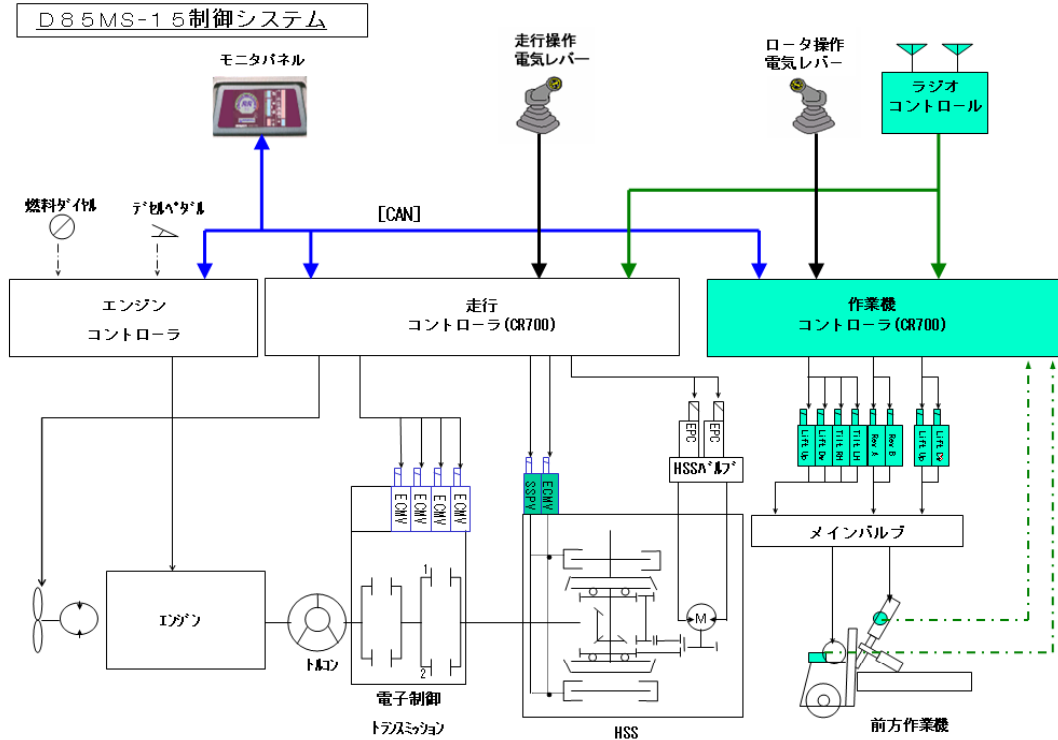 D85MS-15制御システム
モニタパネル
走行操作
電気レバー
ロータ操作
電気レバー
ラジオ
コントロール
燃料ダイヤル
デセルペダル
[CAN]
エンジン
コントローラ
走行
コントローラ(CR700)
作業機
コントローラ(CR700)
EPC
EPC
Lift Up
Lift Dw
Tilt RH
Tilt LH
Rev A
Rev B
Lift Up
ECMV
ECMV
ECMV
ECMV
SSPV
ECMV
HSSバルブ
メインバルブ
1
エンジン
M
トルコン
2
電子制御
トランスミッション
HSS
前方作業機